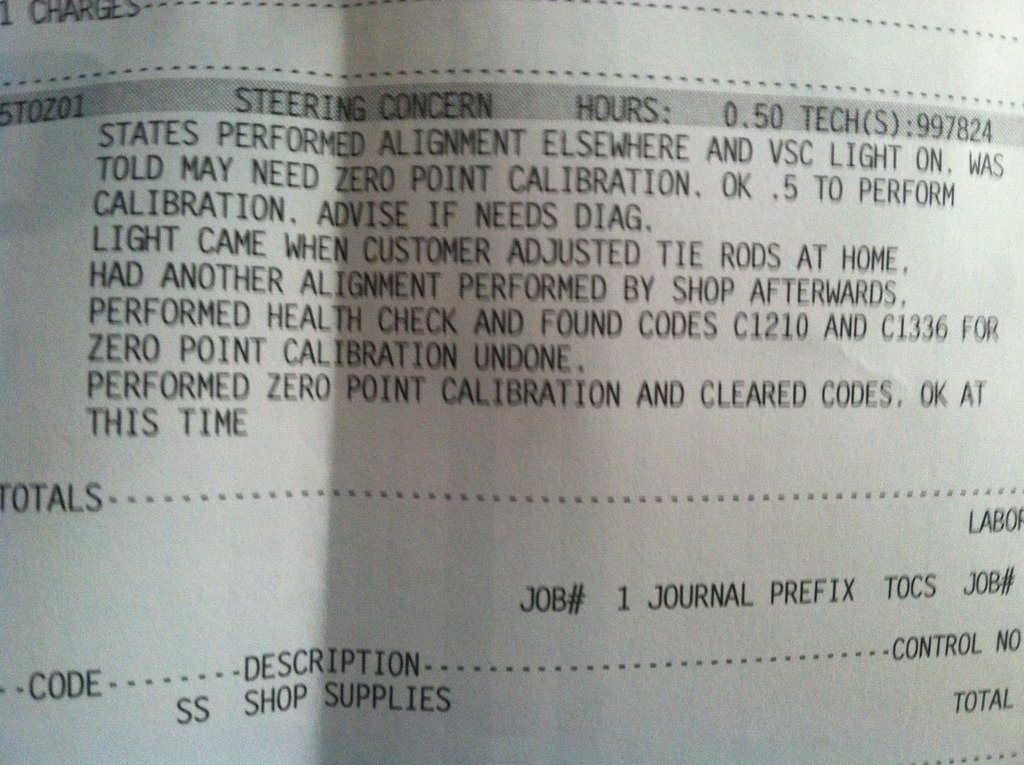 1 CHARGES
5TOZ01 STEERING CONCERN HOURS: 0.50 TECH(S):997824
STATES PERFORMED ALIGNMENT ELSEWHERE AND VSC LIGHT ON. WAS
TOLD MAY NEED ZERO POINT CALIBRATION. OK .5 TO PERFORM
CALIBRATION. ADVISE IF NEEDS DIAG.
LIGHT CAME WHEN CUSTOMER ADJUSTED TIE RODS AT HOME.
HAD ANOTHER ALIGNMENT PERFORMED BY SHOP AFTERWARDS.
PERFORMED HEALTH CHECK AND FOUND CODES C1210 AND C1336 FOR
ZERO POINT CALIBRATION UNDONE.
PERFORMED ZERO POINT CALIBRATION AND CLEARED CODES. OK AT
THIS TIME
TOTALS
LABOR
JOB# 1 JOURNAL PREFIX TOCS JOB#
CODE DESCRIPTION CONTROL NO
SS SHOP SUPPLIES
TOTAL